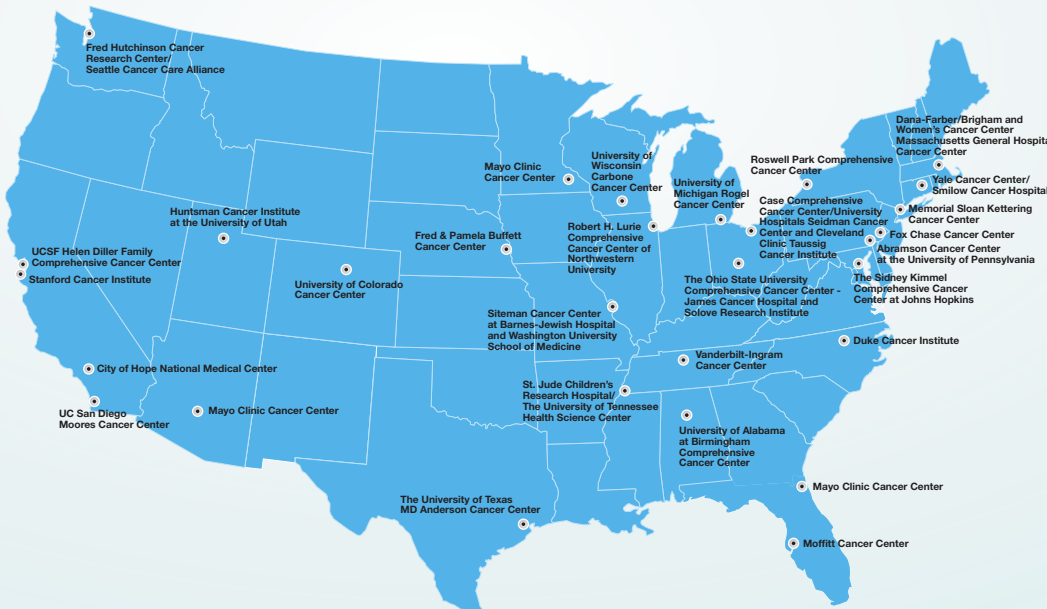 Fred Hutchinson Cancer
Research Center/
Seattle Cancer Care Alliance
Dana-Farber/Brigham and
Women's Cancer Center
Massachusetts General Hospital
Cancer Center
Mayo Clinic
Cancer Center
University of
Wisconsin
Carbone
Cancer Center
University of
Michigan Rogel
Cancer Center
Roswell Park Comprehensive
Cancer Center
Yale Cancer Center/
Smilow Cancer Hospital
Huntsman Cancer Institute
at the University of Utah
Fred & Pamela Buffett
Cancer Center
Robert H. Lurie
Comprehensive
Cancer Center of
Northwestern
University
Case Comprehensive
Cancer Center/University
Hospitals Seidman Cancer
Center and Cleveland
Clinic Taussig
Cancer Institute
Memorial Sloan Kettering
Cancer Center
Fox Chase Cancer Center
Abramson Cancer Center
at the University of Pennsylvania
UCSF Helen Diller Family
Comprehensive Cancer Center
Stanford Cancer Institute
University of Colorado
Cancer Center
The Ohio State University
Comprehensive Cancer Center -
James Cancer Hospital and
Solove Research Institute
The Sidney Kimmel
Comprehensive Cancer
Center at Johns Hopkins
Siteman Cancer Center
at Barnes-Jewish Hospital
and Washington University
School of Medicine
Duke Cancer Institute
Vanderbilt-Ingram
Cancer Center
City of Hope National Medical Center
St. Jude Children's
Research Hospital/
The University of Tennessee
Health Science Center
UC San Diego
Moores Cancer Center
Mayo Clinic Cancer Center
University of Alabama
at Birmingham
Comprehensive
Cancer Center
Mayo Clinic Cancer Center
The University of Texas
MD Anderson Cancer Center
Moffitt Cancer Center